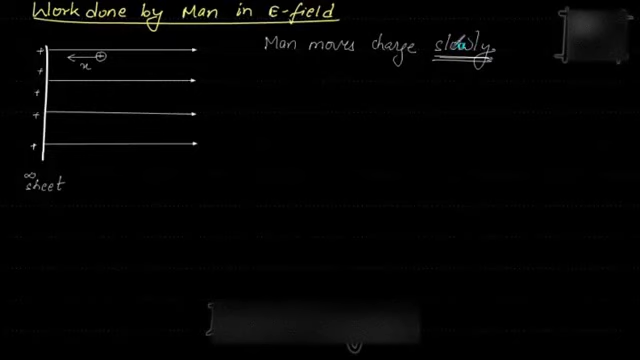 Work done by Man in E-field
Man moves charge slowly.
+
+
x
+
+
+
∞
sheet